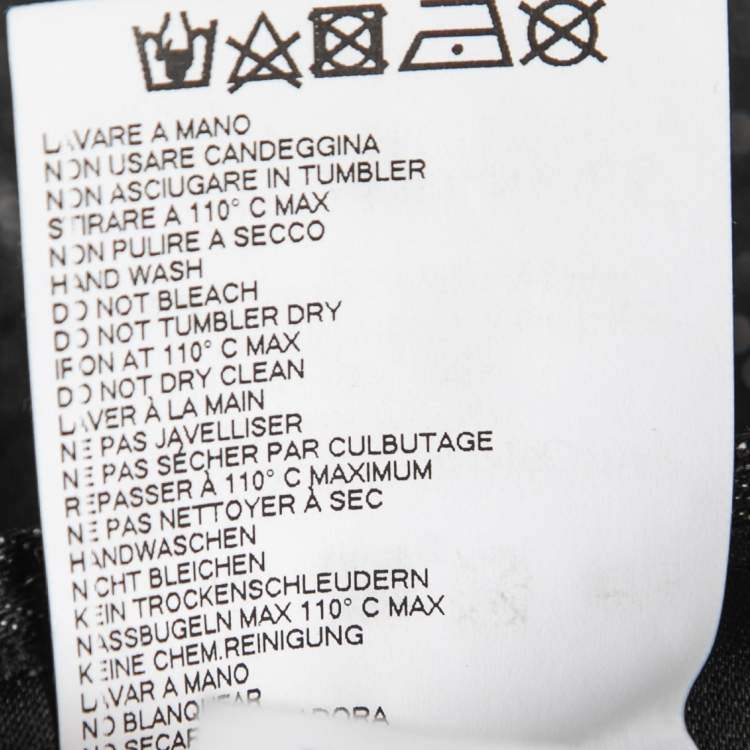 LAVARE A MANO
NON USARE CANDEGGINA
NON ASCIUGARE IN TUMBLER
STIRARE A 110° C MAX
NON PULIRE A SECCO
HAND WASH
DO NOT BLEACH
DO NOT TUMBLER DRY
IRON AT 110° C MAX
DO NOT DRY CLEAN
LAVER À LA MAIN
NE PAS JAVELLISER
NE PAS SÉCHER PAR CULBUTAGE
REPASSER À 110° C MAXIMUM
NE PAS NETTOYER À SEC
HANDWASCHEN
NICHT BLEICHEN
KEIN TROCKENSCHLEUDERN
NASSBUGELN MAX 110° C MAX
KEINE CHEM.REINIGUNG
LAVAR A MANO
NO BLANQUEAR
NO